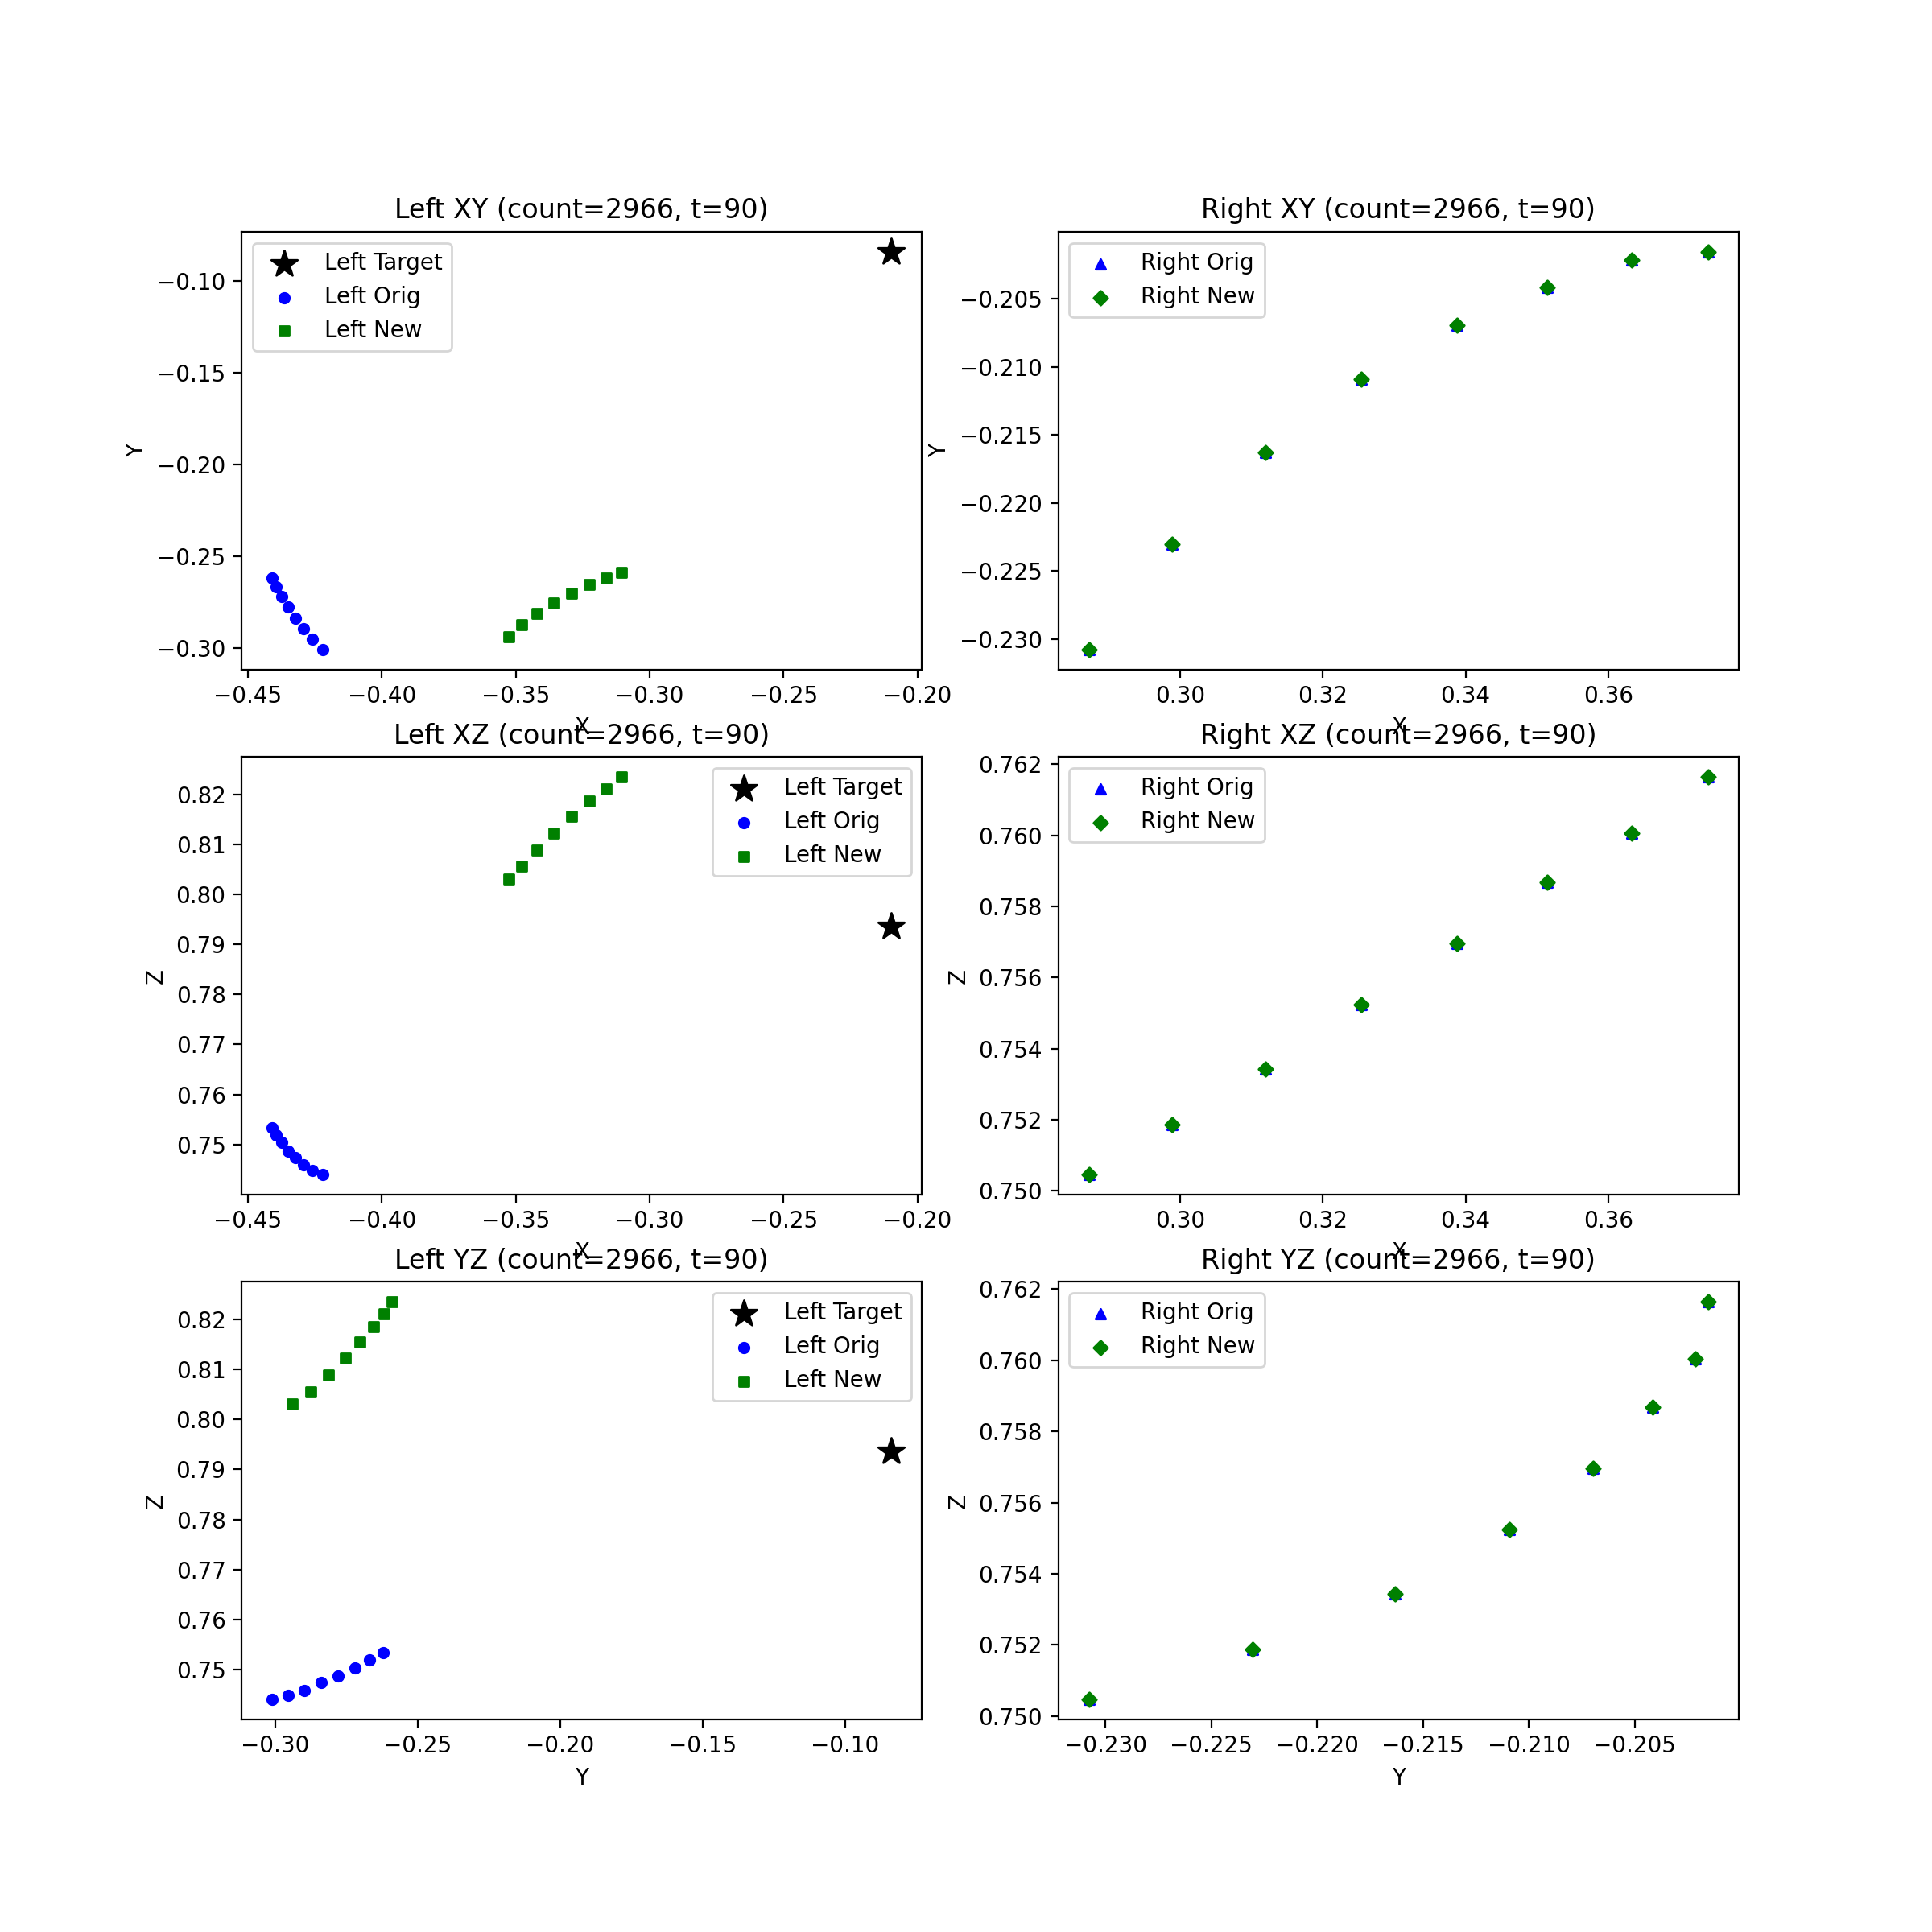 Left XY (count=2966, t=90)
Left Target
Left Orig
Left New
−0.10
−0.15
−0.20
−0.25
−0.30
Y
−0.45 −0.40 −0.35 −0.30 −0.25 −0.20
X
Right XY (count=2966, t=90)
Right Orig
Right New
−0.205
−0.210
−0.215
−0.220
−0.225
−0.230
Y
0.30 0.32 0.34 0.36
X
Left XZ (count=2966, t=90)
Left Target
Left Orig
Left New
0.82
0.81
0.80
0.79
0.78
0.77
0.76
0.75
Z
−0.45 −0.40 −0.35 −0.30 −0.25 −0.20
X
Right XZ (count=2966, t=90)
Right Orig
Right New
0.762
0.760
0.758
0.756
0.754
0.752
0.750
Z
0.30 0.32 0.34 0.36
X
Left YZ (count=2966, t=90)
Left Target
Left Orig
Left New
0.82
0.81
0.80
0.79
0.78
0.77
0.76
0.75
Z
−0.30 −0.25 −0.20 −0.15 −0.10
Y
Right YZ (count=2966, t=90)
Right Orig
Right New
0.762
0.760
0.758
0.756
0.754
0.752
0.750
Z
−0.230 −0.225 −0.220 −0.215 −0.210 −0.205
Y